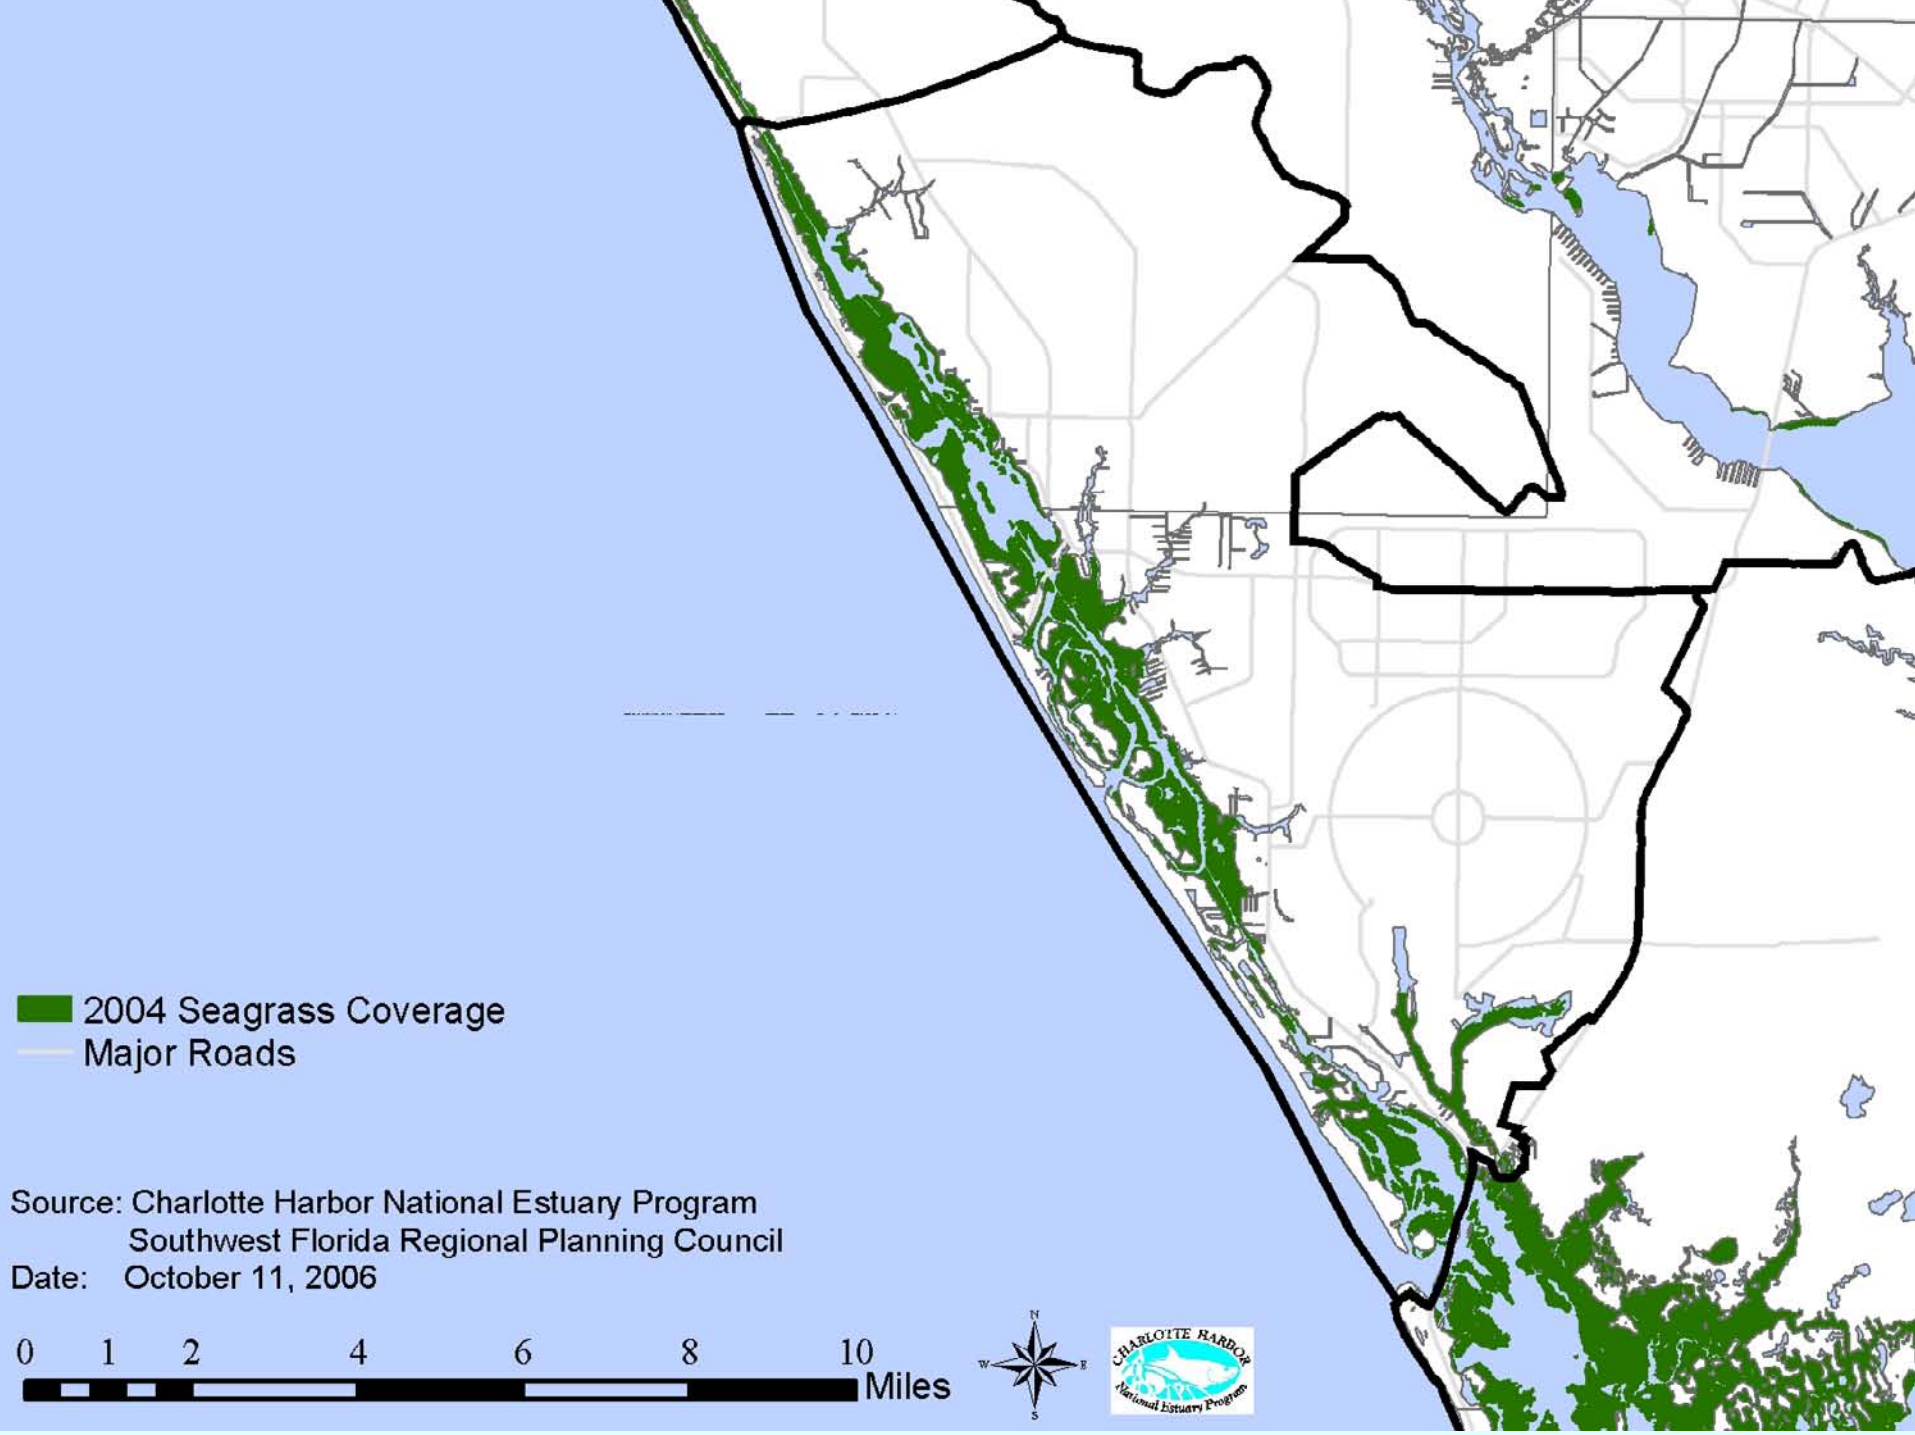 2004 Seagrass Coverage
Major Roads
Source: Charlotte Harbor National Estuary Program
Southwest Florida Regional Planning Council
Date: October 11, 2006
0 1 2 4 6 8 10
Miles
N
W E
S
CHARLOTTE HARBOR
National Estuary Program